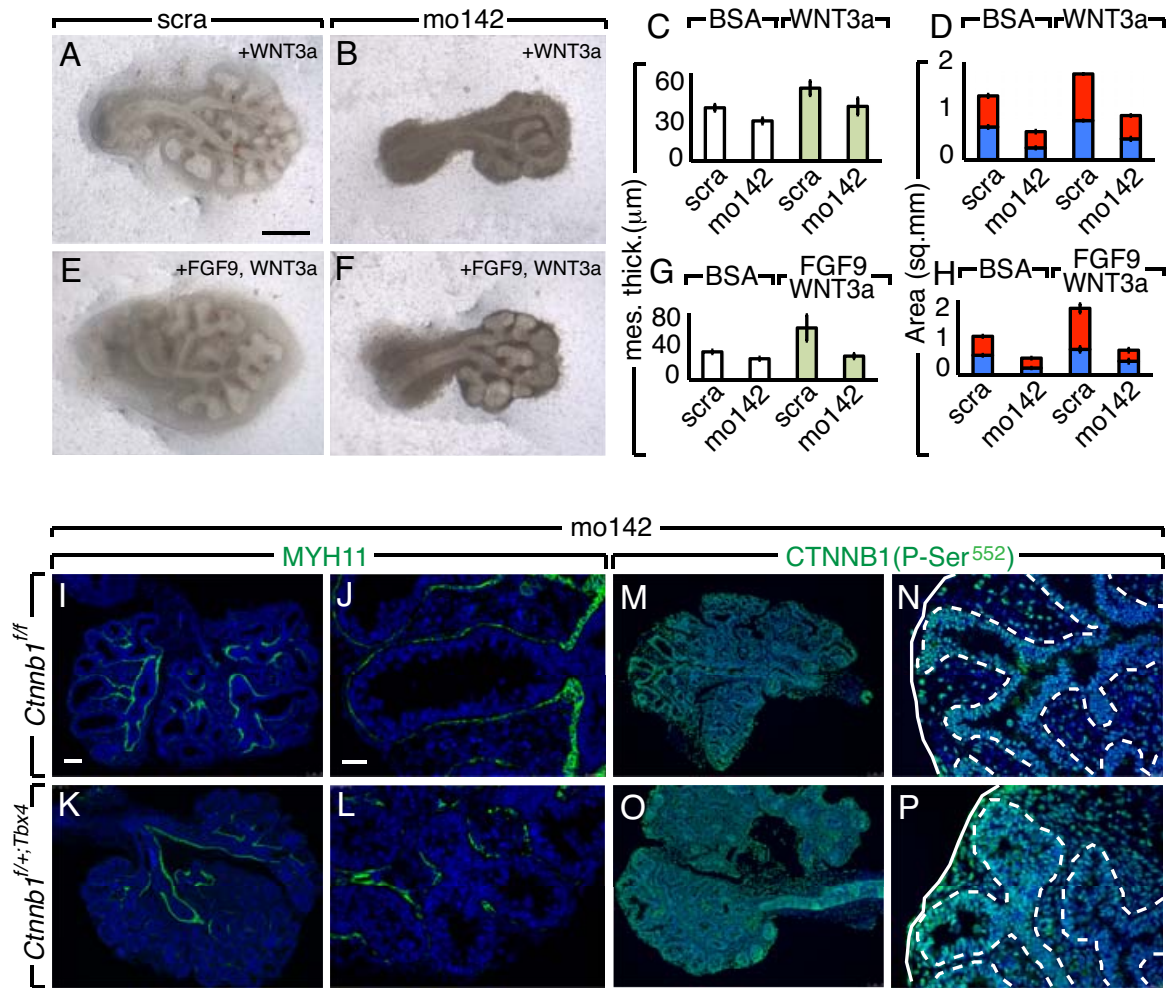 scra
mo142
A
+WNT3a
B
+WNT3a
C
BSA
WNT3a
60
30
0
scra
mo142
scra
mo142
D
BSA
WNT3a
2
1
0
scra
mo142
scra
mo142
mes. thick.(μm)
Area (sq.mm)
E
+FGF9, WNT3a
F
+FGF9, WNT3a
G
BSA
FGF9
WNT3a
80
40
0
scra
mo142
scra
mo142
H
BSA
FGF9
WNT3a
2
1
0
scra
mo142
scra
mo142
mo142
MYH11
CTNNB1(P-Ser⁵⁵²)
Ctnnb1^f/f
I
J
M
N
Ctnnb1^f/+;Tbx4
K
L
O
P